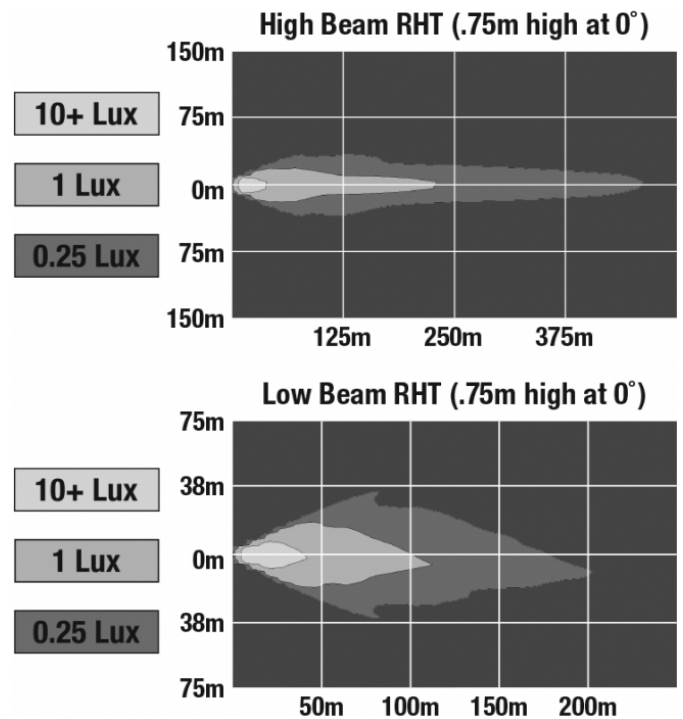 High Beam RHT (.75m high at 0°)
150m
10+ Lux
75m
1 Lux
0m
0.25 Lux
75m
150m
125m 250m 375m
Low Beam RHT (.75m high at 0°)
75m
10+ Lux
38m
1 Lux
0m
0.25 Lux
38m
75m
50m 100m 150m 200m